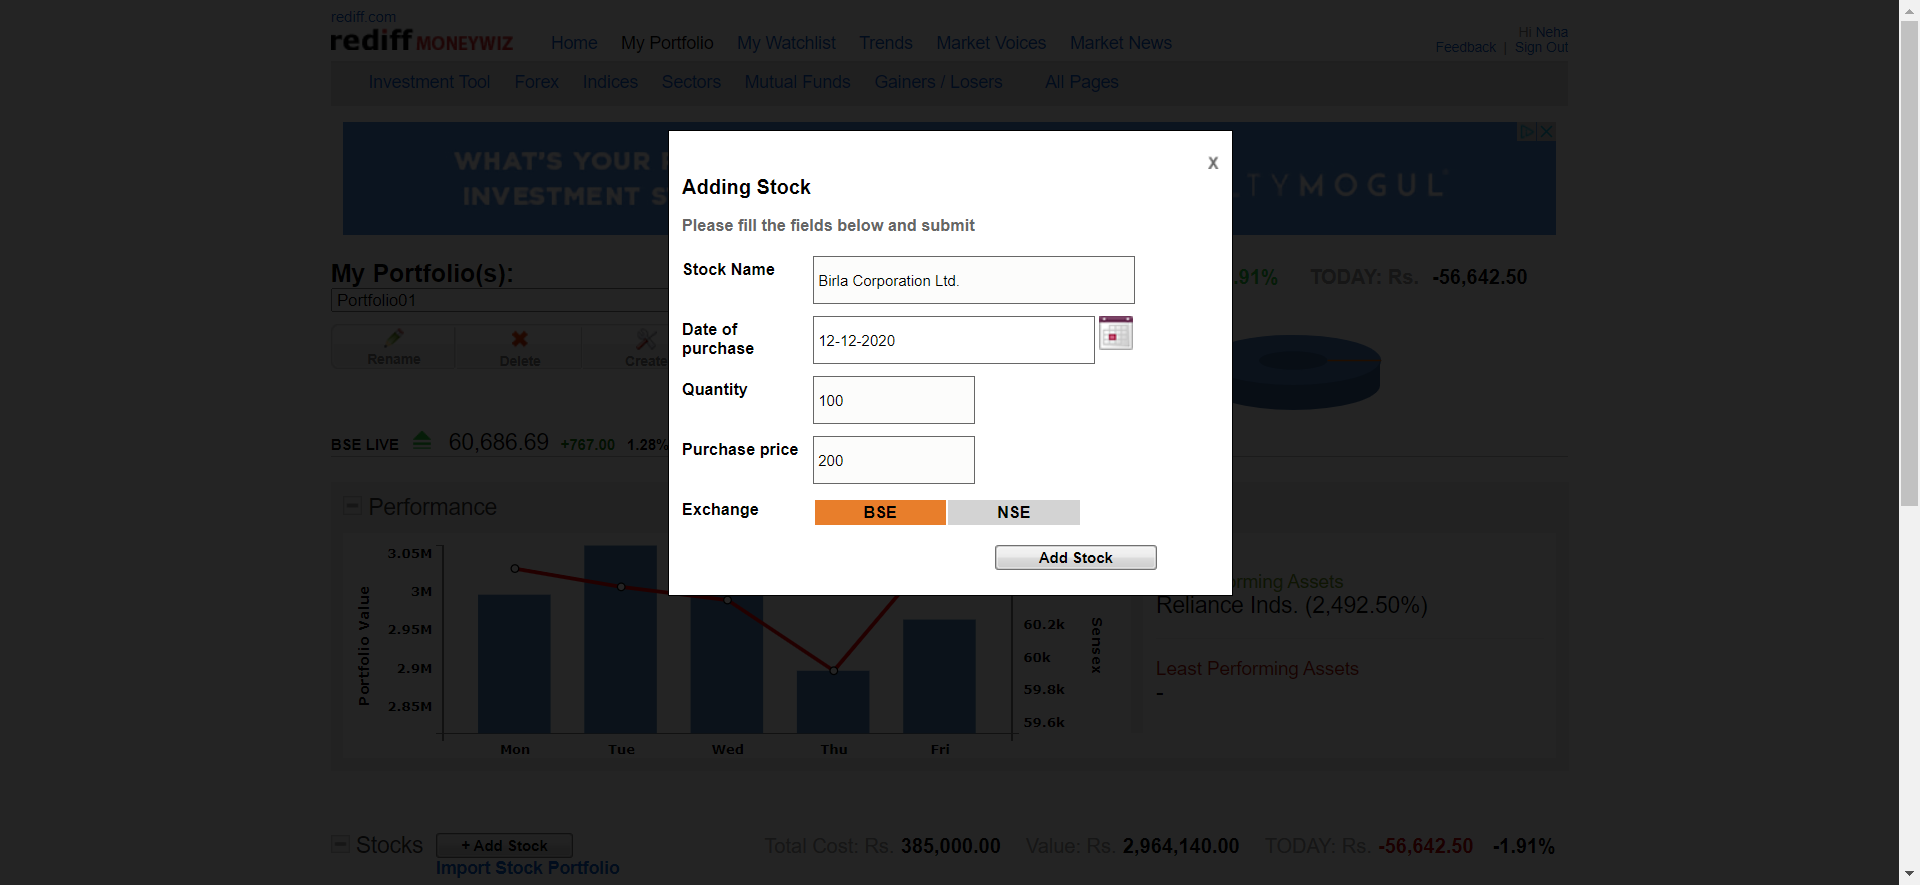 rediff.com
rediff MONEYWIZ
Home My Portfolio My Watchlist Trends Market Voices Market News
Hi Neha
Feedback | Sign Out
Investment Tool Forex Indices Sectors Mutual Funds Gainers / Losers All Pages
WHAT'S YOUR
INVESTMENT S
LTYMOGUL
x
Adding Stock
Please fill the fields below and submit
Stock Name Birla Corporation Ltd.
Date of
purchase 12-12-2020
Quantity 100
Purchase price 200
Exchange BSE NSE
Add Stock
My Portfolio(s):
.91% TODAY: Rs. -56,642.50
Portfolio01
Rename Delete Create
BSE LIVE 60,686.69 +767.00 1.28%
Performance
3.05M
3M
2.95M
2.9M
2.85M
Portfolio Value
Mon Tue Wed Thu Fri
60.2k
60k
59.8k
59.6k
Sensex
rming Assets
Reliance Inds. (2,492.50%)
Least Performing Assets
-
Stocks + Add Stock Total Cost: Rs. 385,000.00 Value: Rs. 2,964,140.00 TODAY: Rs. -56,642.50 -1.91%
Import Stock Portfolio